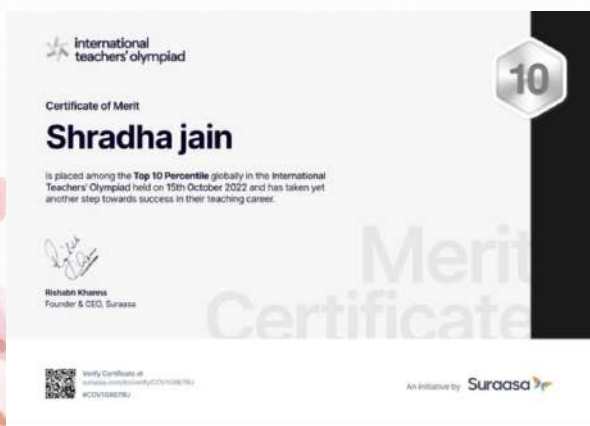 international
teachers' olympiad
10
Certificate of Merit
Shradha jain
is placed among the Top 10 Percentile globally in the International
Teachers' Olympiad held on 15th October 2022 and has taken yet
another step towards success in their teaching career.
Merit
Certificate
Rishabh Khanna
Founder & CEO, Suraasa
Verify Certificate at
An initiative by Suraasa